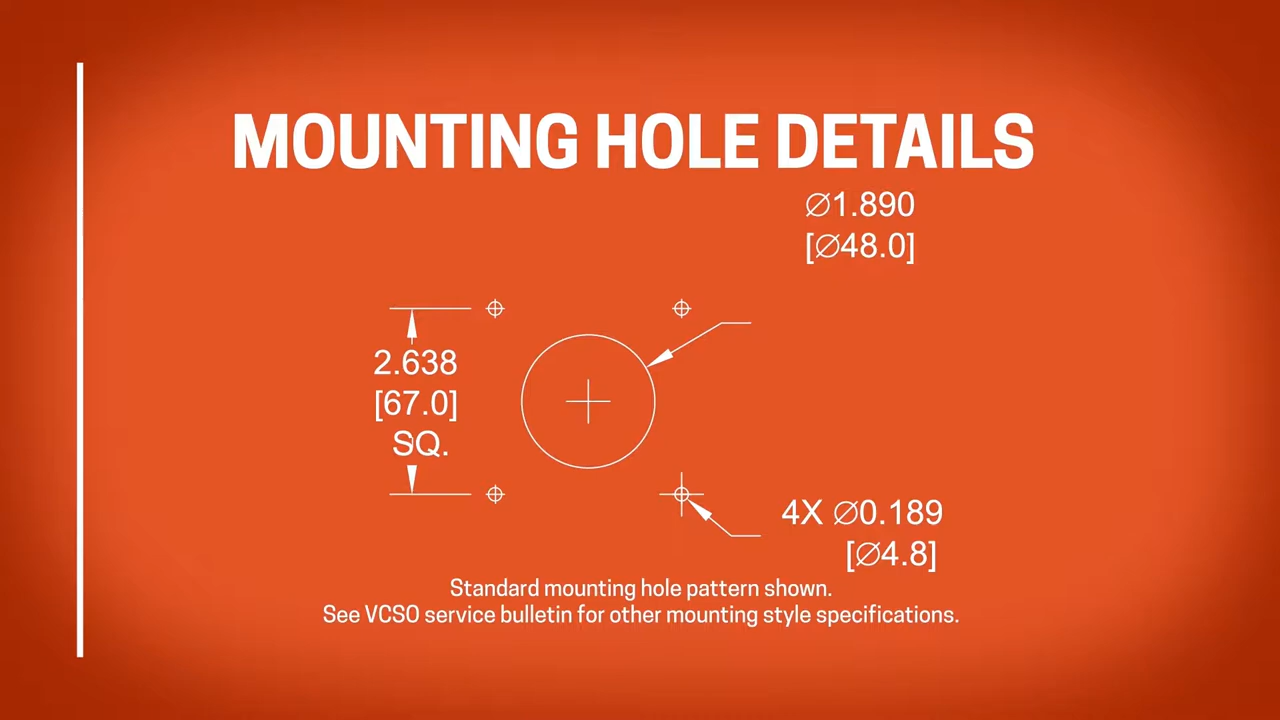 MOUNTING HOLE DETAILS
∅1.890
[∅48.0]
2.638
[67.0]
SQ.
4X ∅0.189
[∅4.8]
Standard mounting hole pattern shown.
See VCSO service bulletin for other mounting style specifications.